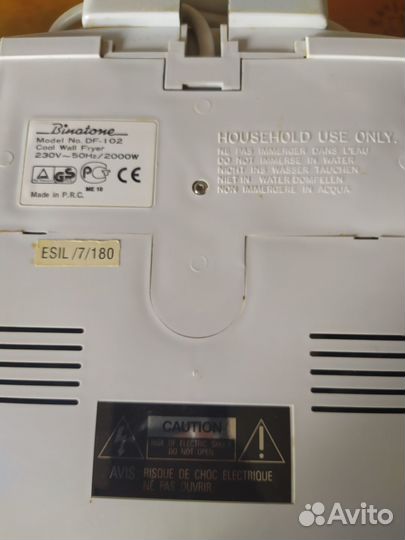 Binatone
Model No. DF-102
Cool Wall Fryer
230V~50Hz/2000W
GS
PC
CE
ME 10
Made in P.R.C.
HOUSEHOLD USE ONLY.
NE PAS IMMERGER DANS L'EAU
DO NOT IMMERSE IN WATER
NICHT INS WASSER TAUCHEN
NIET IN WATER DOMPELEN
NON IMMERGERE IN ACQUA
ESIL/7/180
CAUTION
RISK OF ELECTRIC SHOCK
DO NOT OPEN
AVIS RISQUE DE CHOC ELECTRIQUE
NE PAS OUVRIR
Avito